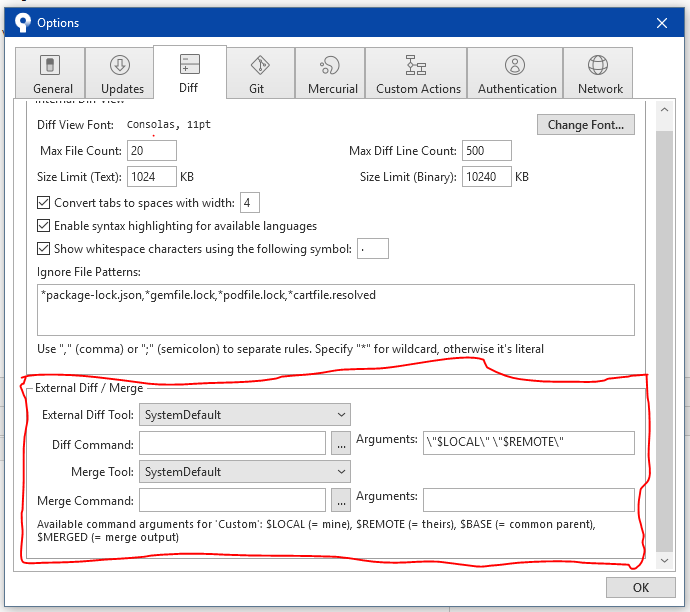 Options
General Updates Diff Git Mercurial Custom Actions Authentication Network
Internal Diff View
Diff View Font: Consolas, 11pt Change Font...
Max File Count: 20 Max Diff Line Count: 500
Size Limit (Text): 1024 KB Size Limit (Binary): 10240 KB
Convert tabs to spaces with width: 4
Enable syntax highlighting for available languages
Show whitespace characters using the following symbol: ·
Ignore File Patterns:
*package-lock.json,*gemfile.lock,*podfile.lock,*cartfile.resolved
Use "," (comma) or ";" (semicolon) to separate rules. Specify "*" for wildcard, otherwise it's literal
External Diff / Merge
External Diff Tool: SystemDefault
Diff Command: ... Arguments: \"$LOCAL\" \"$REMOTE\"
Merge Tool: SystemDefault
Merge Command: ... Arguments:
Available command arguments for 'Custom': $LOCAL (= mine), $REMOTE (= theirs), $BASE (= common parent),
$MERGED (= merge output)
OK